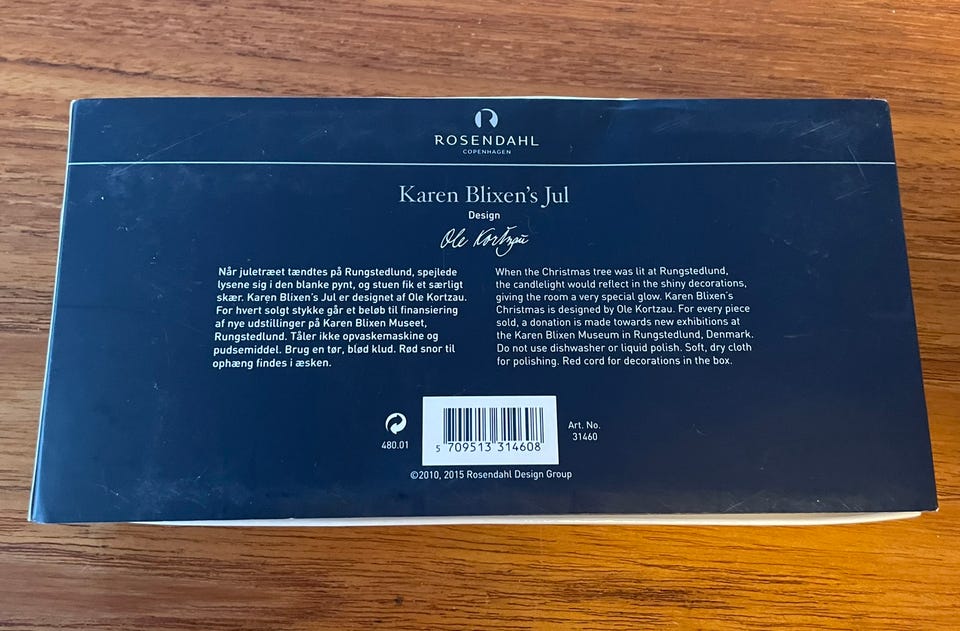 ROSENDAHL
COPENHAGEN
Karen Blixen's Jul
Design
Ole Kortzau
Når juletræet tændtes på Rungstedlund, spejlede
lysene sig i den blanke pynt, og stuen fik et særligt
skær. Karen Blixen's Jul er designet af Ole Kortzau.
For hvert solgt stykke går et beløb til finansiering
af nye udstillinger på Karen Blixen Museet,
Rungstedlund. Tåler ikke opvaskemaskine og
pudsemiddel. Brug en tør, blød klud. Rød snor til
ophæng findes i æsken.
When the Christmas tree was lit at Rungstedlund,
the candlelight would reflect in the shiny decorations,
giving the room a very special glow. Karen Blixen's
Christmas is designed by Ole Kortzau. For every piece
sold, a donation is made towards new exhibitions at
the Karen Blixen Museum in Rungstedlund, Denmark.
Do not use dishwasher or liquid polish. Soft, dry cloth
for polishing. Red cord for decorations in the box.
480.01
5 709513 314608
Art. No.
31460
©2010, 2015 Rosendahl Design Group